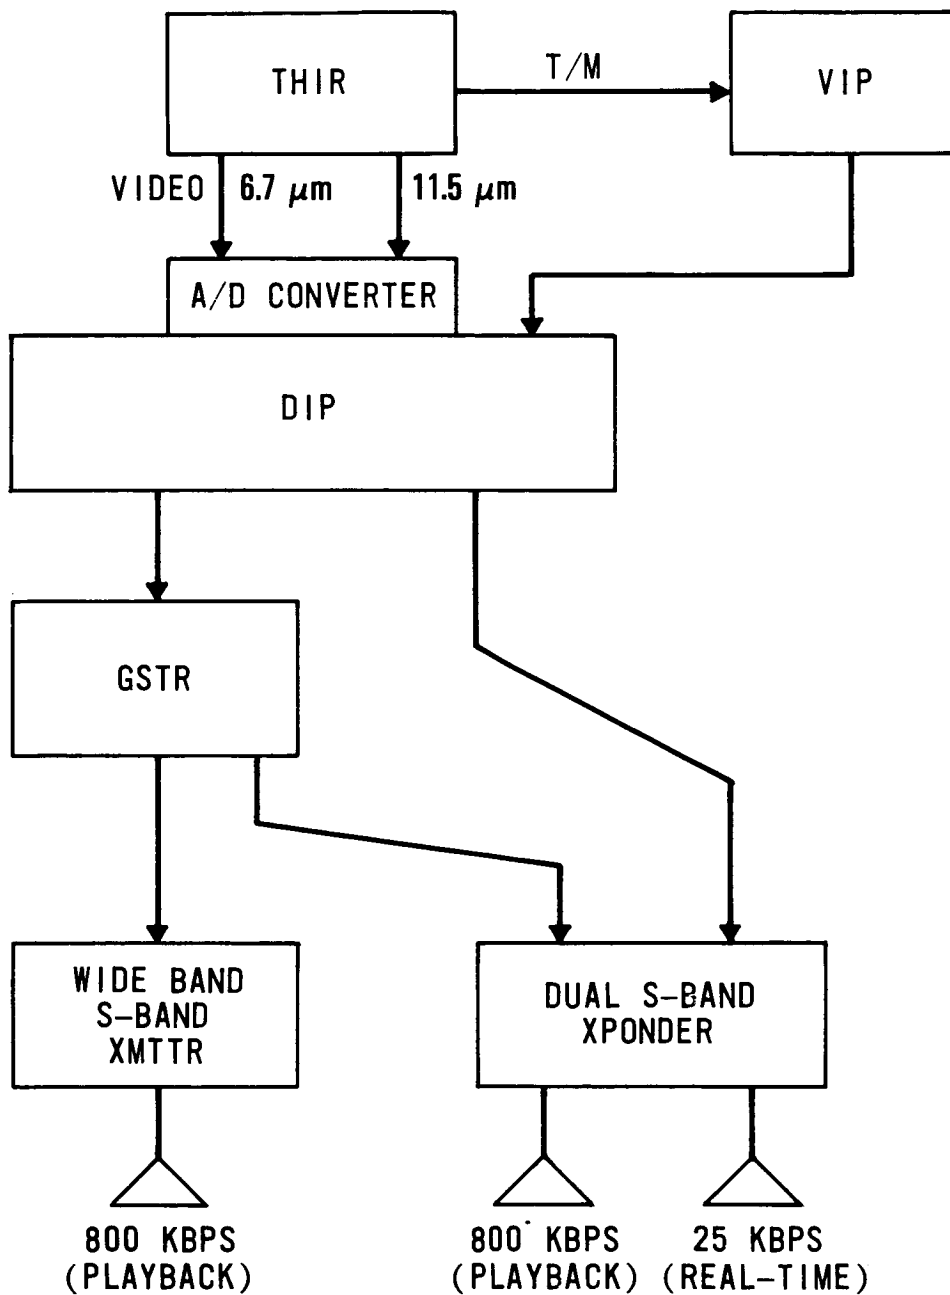 THIR
T/M
VIP
VIDEO 6.7 μm
11.5 μm
A/D CONVERTER
DIP
GSTR
WIDE BAND
S-BAND
XMTTR
DUAL S-BAND
XPONDER
800 KBPS
(PLAYBACK)
800 KBPS
(PLAYBACK)
25 KBPS
(REAL-TIME)